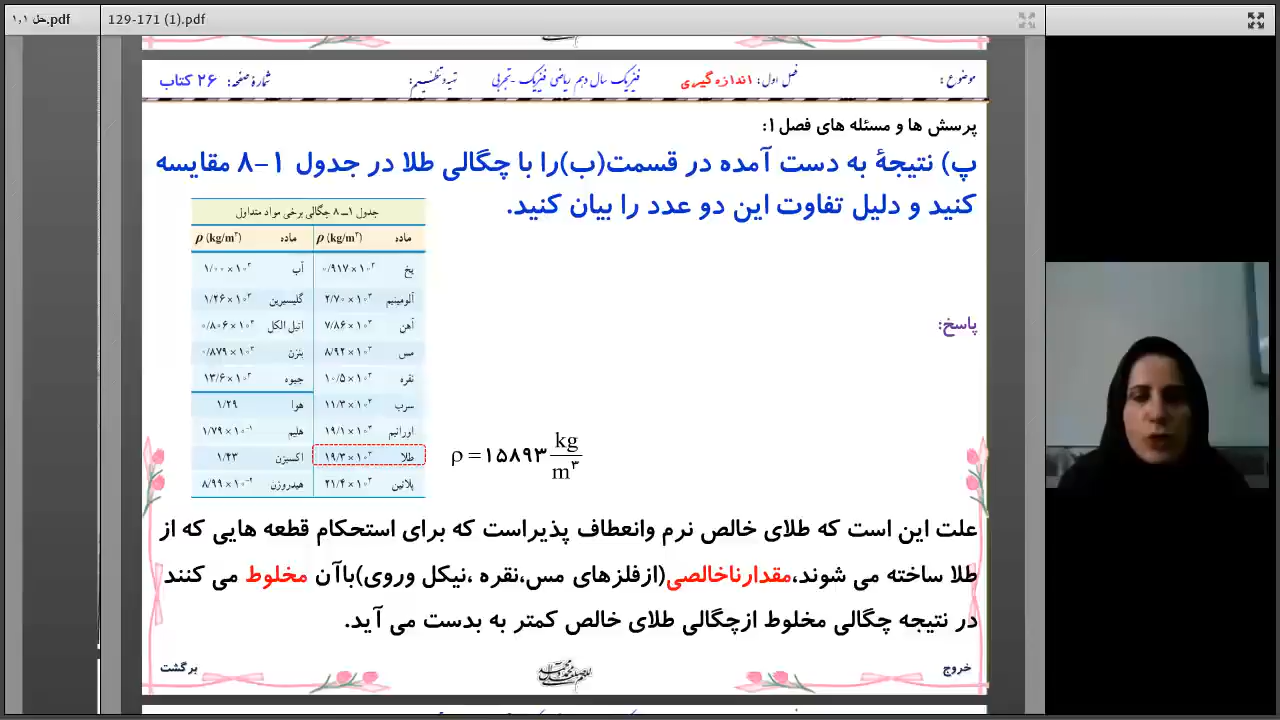 حل ۱,۱.pdf
129-171 (1).pdf
موضوع :
فصل اول: اندازه گیری
فیزیک سال دهم ریاضی فیزیک - تجربی
تهیه و تنظیم:
شمارهٔ صفحه: ۲۶ کتاب
پرسش ها و مسئله های فصل ۱:
پ) نتیجهٔ به دست آمده در قسمت(ب)را با چگالی طلا در جدول ۱–۸ مقایسه
کنید و دلیل تفاوت این دو عدد را بیان کنید.
جدول ۱ــ۸ چگالی برخی مواد متداول
ماده ρ (kg/m³) ماده ρ (kg/m³)
یخ ۰/۹۱۷×۱۰³ آب ۱/۰۰×۱۰³
آلومینیم ۲/۷۰×۱۰³ گلیسیرین ۱/۲۶×۱۰³
آهن ۷/۸۶×۱۰³ اتیل الکل ۰/۸۰۶×۱۰³
مس ۸/۹۲×۱۰³ بنزن ۰/۸۷۹×۱۰³
نقره ۱۰/۵×۱۰³ جیوه ۱۳/۶×۱۰³
سرب ۱۱/۳×۱۰³ هوا ۱/۲۹
اورانیم ۱۹/۱×۱۰³ هلیم ۱/۷۹×۱۰⁻¹
طلا ۱۹/۳×۱۰³ اکسیژن ۱/۴۳
پلاتین ۲۱/۴×۱۰³ هیدروژن ۸/۹۹×۱۰⁻²
پاسخ:
ρ = ۱۵۸۹۳ kg/m³
علت این است که طلای خالص نرم وانعطاف پذیراست که برای استحکام قطعه هایی که از
طلا ساخته می شوند،مقدارناخالصی(ازفلزهای مس،نقره ،نیکل وروی)باآن مخلوط می کنند
در نتیجه چگالی مخلوط ازچگالی طلای خالص کمتر به بدست می آید.
خروج
برگشت